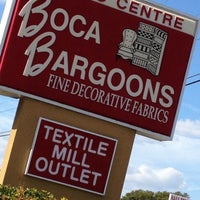 CENTRE
BOCA
BARGOONS
FINE DECORATIVE FABRICS
TEXTILE
MILL
OUTLET